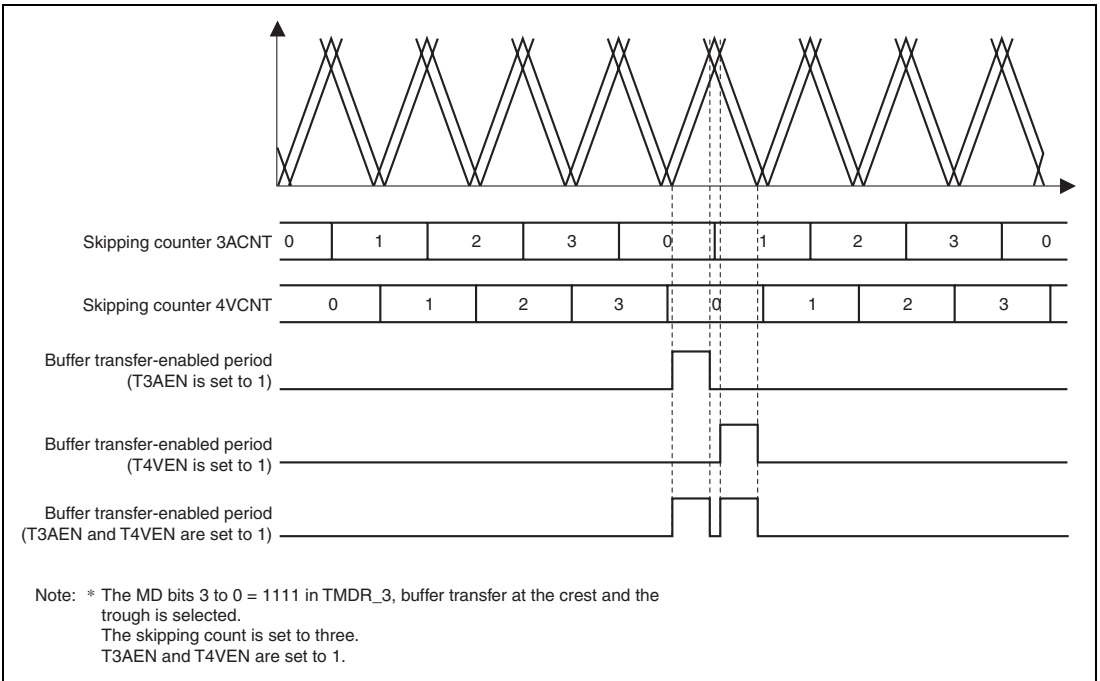 Skipping counter 3ACNT 0 1 2 3 0 1 2 3 0
Skipping counter 4VCNT 0 1 2 3 0 1 2 3
Buffer transfer-enabled period
(T3AEN is set to 1)
Buffer transfer-enabled period
(T4VEN is set to 1)
Buffer transfer-enabled period
(T3AEN and T4VEN are set to 1)
Note: * The MD bits 3 to 0 = 1111 in TMDR_3, buffer transfer at the crest and the
trough is selected.
The skipping count is set to three.
T3AEN and T4VEN are set to 1.